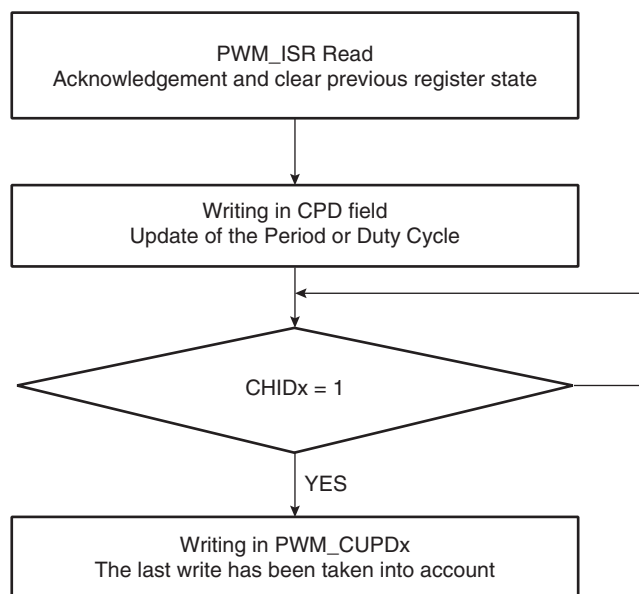 PWM_ISR Read
Acknowledgement and clear previous register state
Writing in CPD field
Update of the Period or Duty Cycle
CHIDx = 1
YES
Writing in PWM_CUPDx
The last write has been taken into account